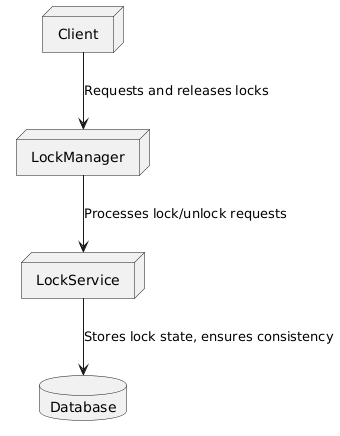 Client
Requests and releases locks
LockManager
Processes lock/unlock requests
LockService
Stores lock state, ensures consistency
Database